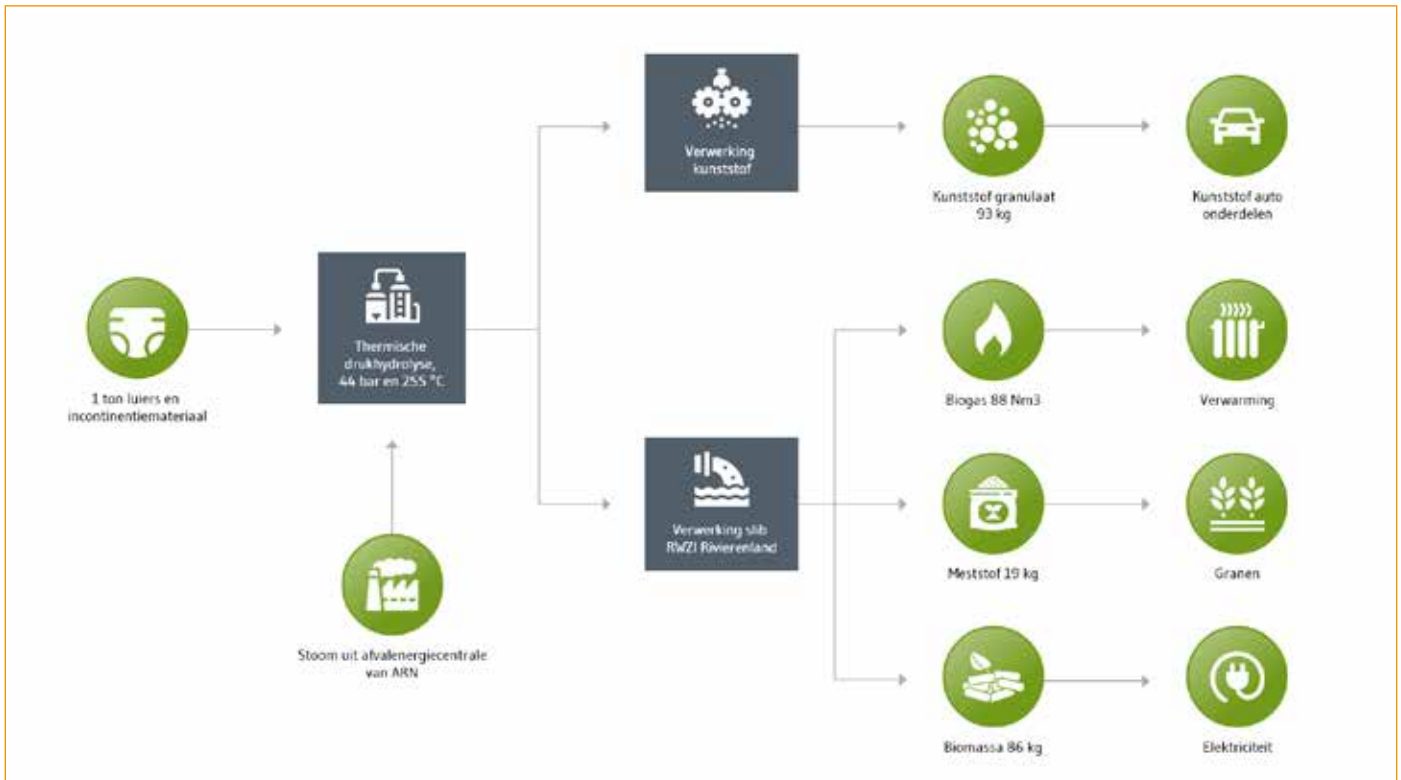 Verwerking
kunststof
Kunststof granulaat
93 kg
Kunststof auto
onderdelen
1 ton luiers en
incontinentiemateriaal
Thermische
drukhydrolyse,
44 bar en 255 °C
Stoom uit afvalenergiecentrale
van ARN
Biogas 88 Nm3
Verwarming
Verwerking slib
RWZI Rivierenland
Meststof 19 kg
Granen
Biomassa 86 kg
Elektriciteit